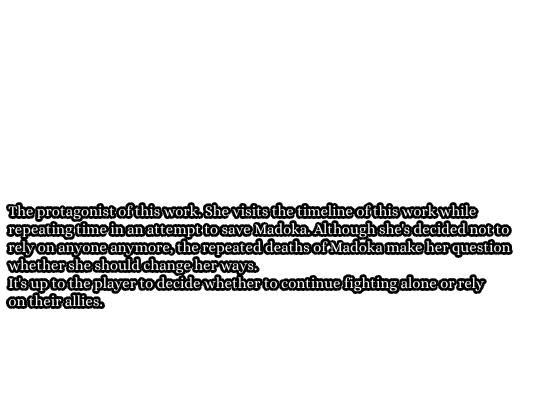 The protagonist of this work. She visits the timeline of this work while
repeating time in an attempt to save Madoka. Although she's decided not to
rely on anyone anymore, the repeated deaths of Madoka make her question
whether she should change her ways.
It's up to the player to decide whether to continue fighting alone or rely
on their allies.